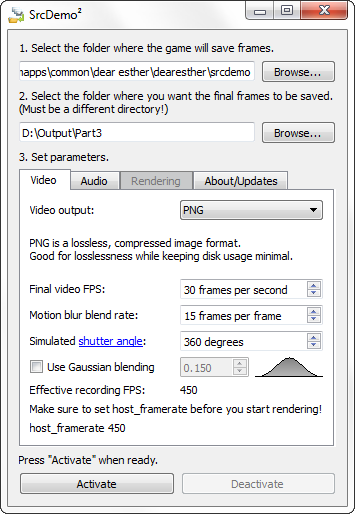 SrcDemo²
1. Select the folder where the game will save frames.
napps\common\dear esther\dearesther\srcdemo
Browse...
2. Select the folder where you want the final frames to be saved.
(Must be a different directory!)
D:\Output\Part3
Browse...
3. Set parameters.
Video
Audio
Rendering
About/Updates
Video output:
PNG
PNG is a lossless, compressed image format.
Good for losslessness while keeping disk usage minimal.
Final video FPS:
30 frames per second
Motion blur blend rate:
15 frames per frame
Simulated shutter angle:
360 degrees
Use Gaussian blending
0.150
Effective recording FPS:
450
Make sure to set host_framerate before you start rendering!
host_framerate 450
Press "Activate" when ready.
Activate
Deactivate